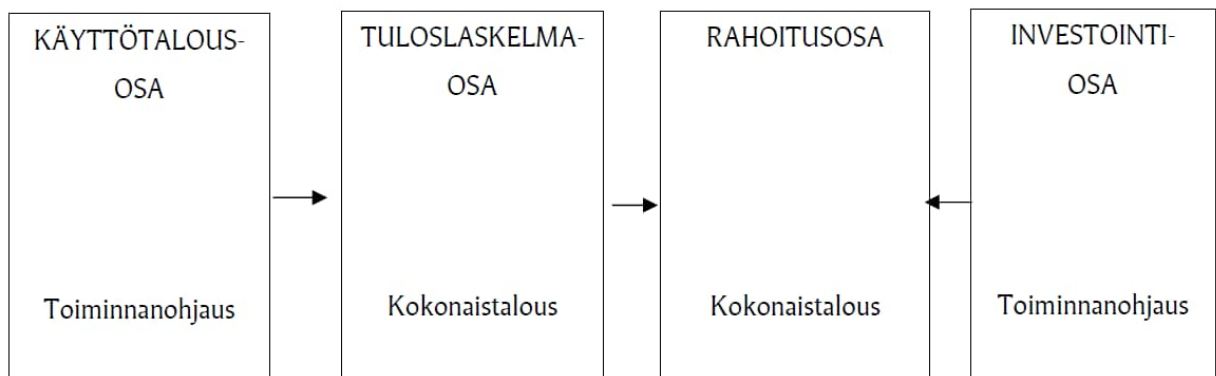 KÄYTTÖTALOUS-
OSA
Toiminnanohjaus
TULOSLASKELMA-
OSA
Kokonaistalous
RAHOITUSOSA
Kokonaistalous
INVESTOINTI-
OSA
Toiminnanohjaus